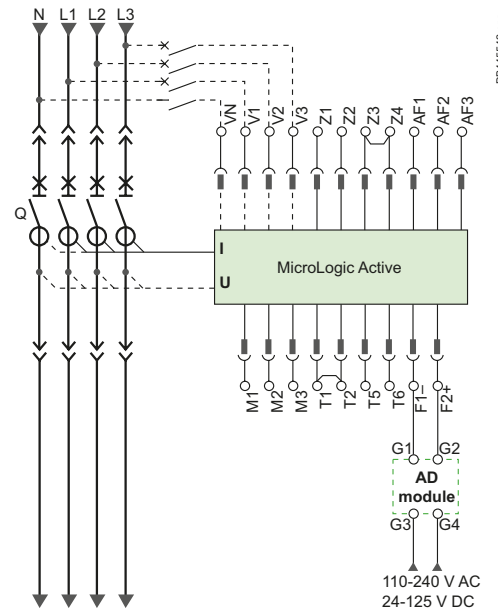 N L1 L2 L3
VN V1 V2 V3 Z1 Z2 Z3 Z4 AF1 AF2 AF3
Q
I
MicroLogic Active
U
M1 M2 M3 T1 T2 T5 T6 F1– F2+
G1 G2
AD
module
G3 G4
110-240 V AC
24-125 V DC